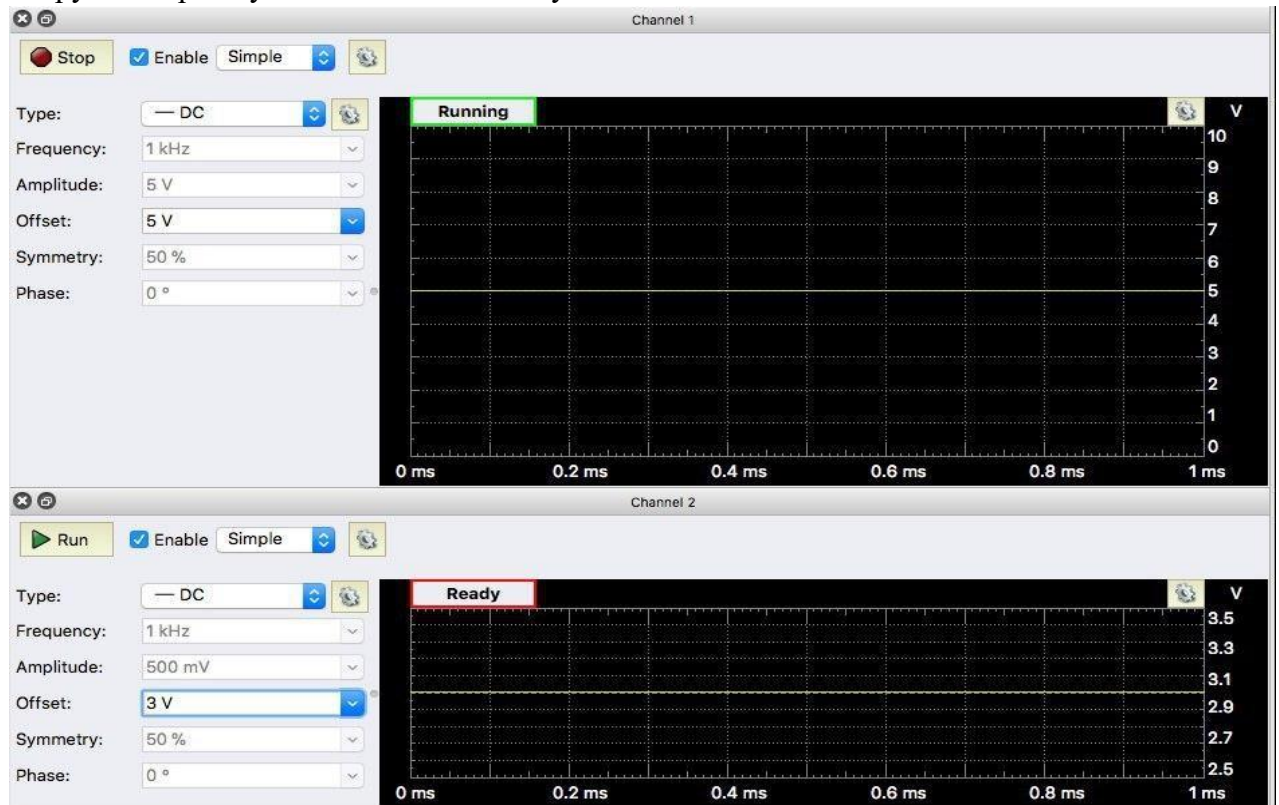 Channel 1
Stop Enable Simple
Type: — DC
Running V
Frequency: 1 kHz
Amplitude: 5 V
Offset: 5 V
Symmetry: 50 %
Phase: 0 °
10
9
8
7
6
5
4
3
2
1
0
0 ms 0.2 ms 0.4 ms 0.6 ms 0.8 ms 1 ms
Channel 2
Run Enable Simple
Type: — DC
Ready V
Frequency: 1 kHz
Amplitude: 500 mV
Offset: 3 V
Symmetry: 50 %
Phase: 0 °
3.5
3.3
3.1
2.9
2.7
2.5
0 ms 0.2 ms 0.4 ms 0.6 ms 0.8 ms 1 ms